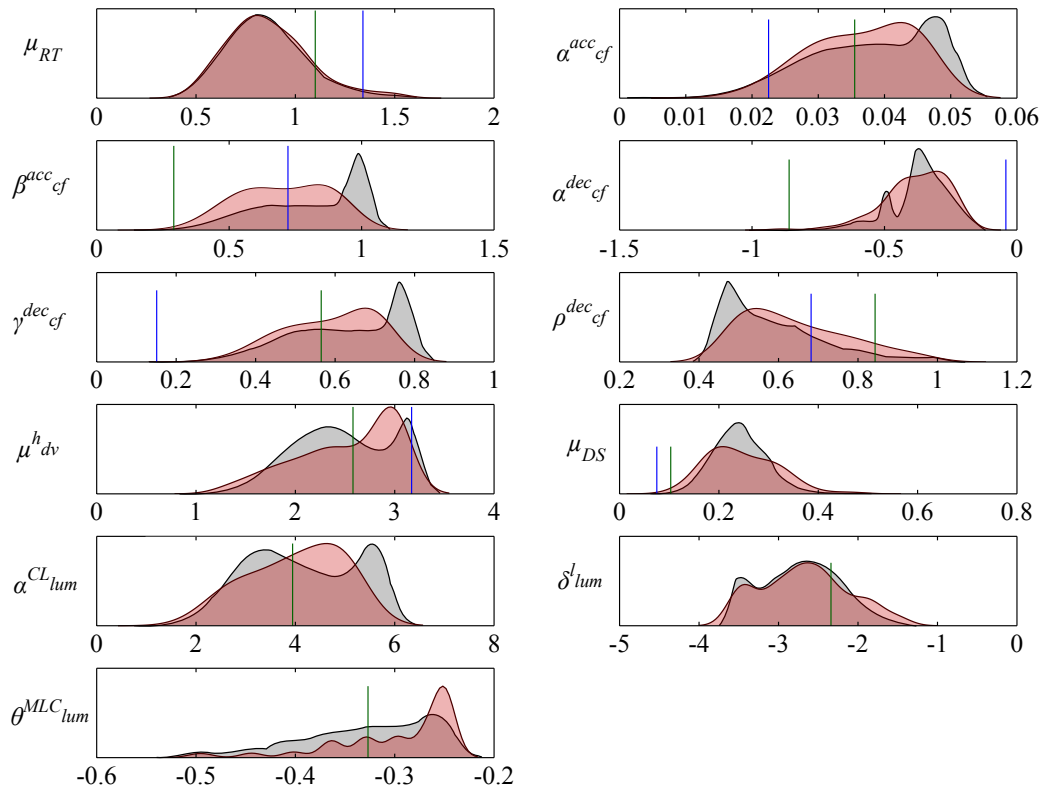 μ_RT
0 0.5 1 1.5 2
α^acc_cf
0 0.01 0.02 0.03 0.04 0.05 0.06
β^acc_cf
0 0.5 1 1.5
α^dec_cf
-1.5 -1 -0.5 0
γ^dec_cf
0 0.2 0.4 0.6 0.8 1
ρ^dec_cf
0.2 0.4 0.6 0.8 1 1.2
μ^h_dv
0 1 2 3 4
μ_DS
0 0.2 0.4 0.6 0.8
α^CL_lum
0 2 4 6 8
δ^l_lum
-5 -4 -3 -2 -1 0
θ^MLC_lum
-0.6 -0.5 -0.4 -0.3 -0.2